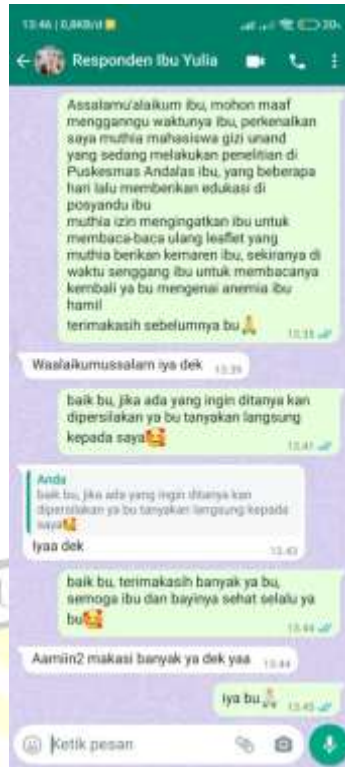 13.46 | 0,8KB/d
Responden Ibu Yulia
Assalamu'alaikum ibu, mohon maaf
menggangngu waktunya ibu, perkenalkan
saya muthia mahasiswa gizi unand
yang sedang melakukan penelitian di
Puskesmas Andalas ibu, yang beberapa
hari lalu memberikan edukasi di
posyandu ibu
muthia izin mengingatkan ibu untuk
membaca-baca ulang leaflet yang
muthia berikan kemaren ibu, sekiranya di
waktu senggang ibu untuk membacanya
kembali ya bu mengenai anemia ibu
hamil
terimakasih sebelumnya bu🙏
Waalaikumussalam iya dek 13.39
baik bu, jika ada yang ingin ditanya kan
dipersilakan ya bu tanyakan langsung
kepada saya🥰 13.41
Anda
baik bu, jika ada yang ingin ditanya kan
dipersilakan ya bu tanyakan langsung kepada
saya🥰
Iyaa dek 13.43
baik bu, terimakasih banyak ya bu,
semoga ibu dan bayinya sehat selalu ya
bu🥰 13.44
Aamiin2 makasi banyak ya dek yaa 13.44
iya bu🙏 13.45
Ketik pesan